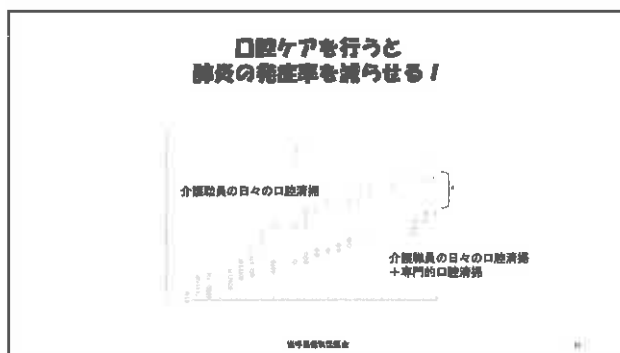 口腔ケアを行うと
肺炎の発症率を減らせる!
介護職員の日々の口腔清掃
介護職員の日々の口腔清掃
+専門的口腔清掃